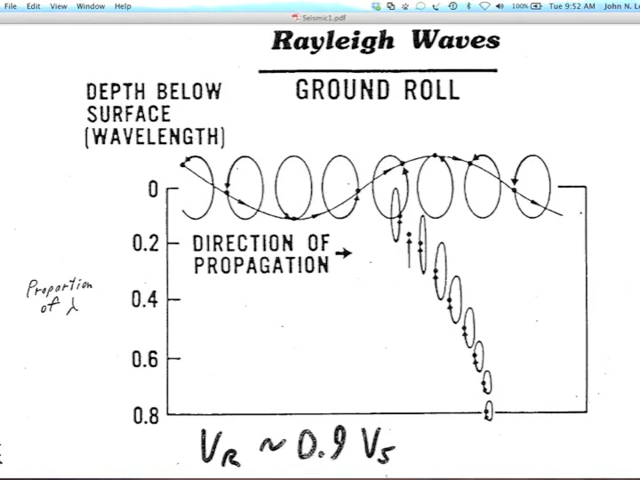 File Edit View Bookmarks Window Help 100% Tue 9:52 AM John N. Lo
Seismic1.pdf
Rayleigh Waves
GROUND ROLL
DEPTH BELOW
SURFACE
(WAVELENGTH)
0
0.2
DIRECTION OF
PROPAGATION →
Proportion
of λ
0.4
0.6
0.8
V_R ~ 0.9 V_S